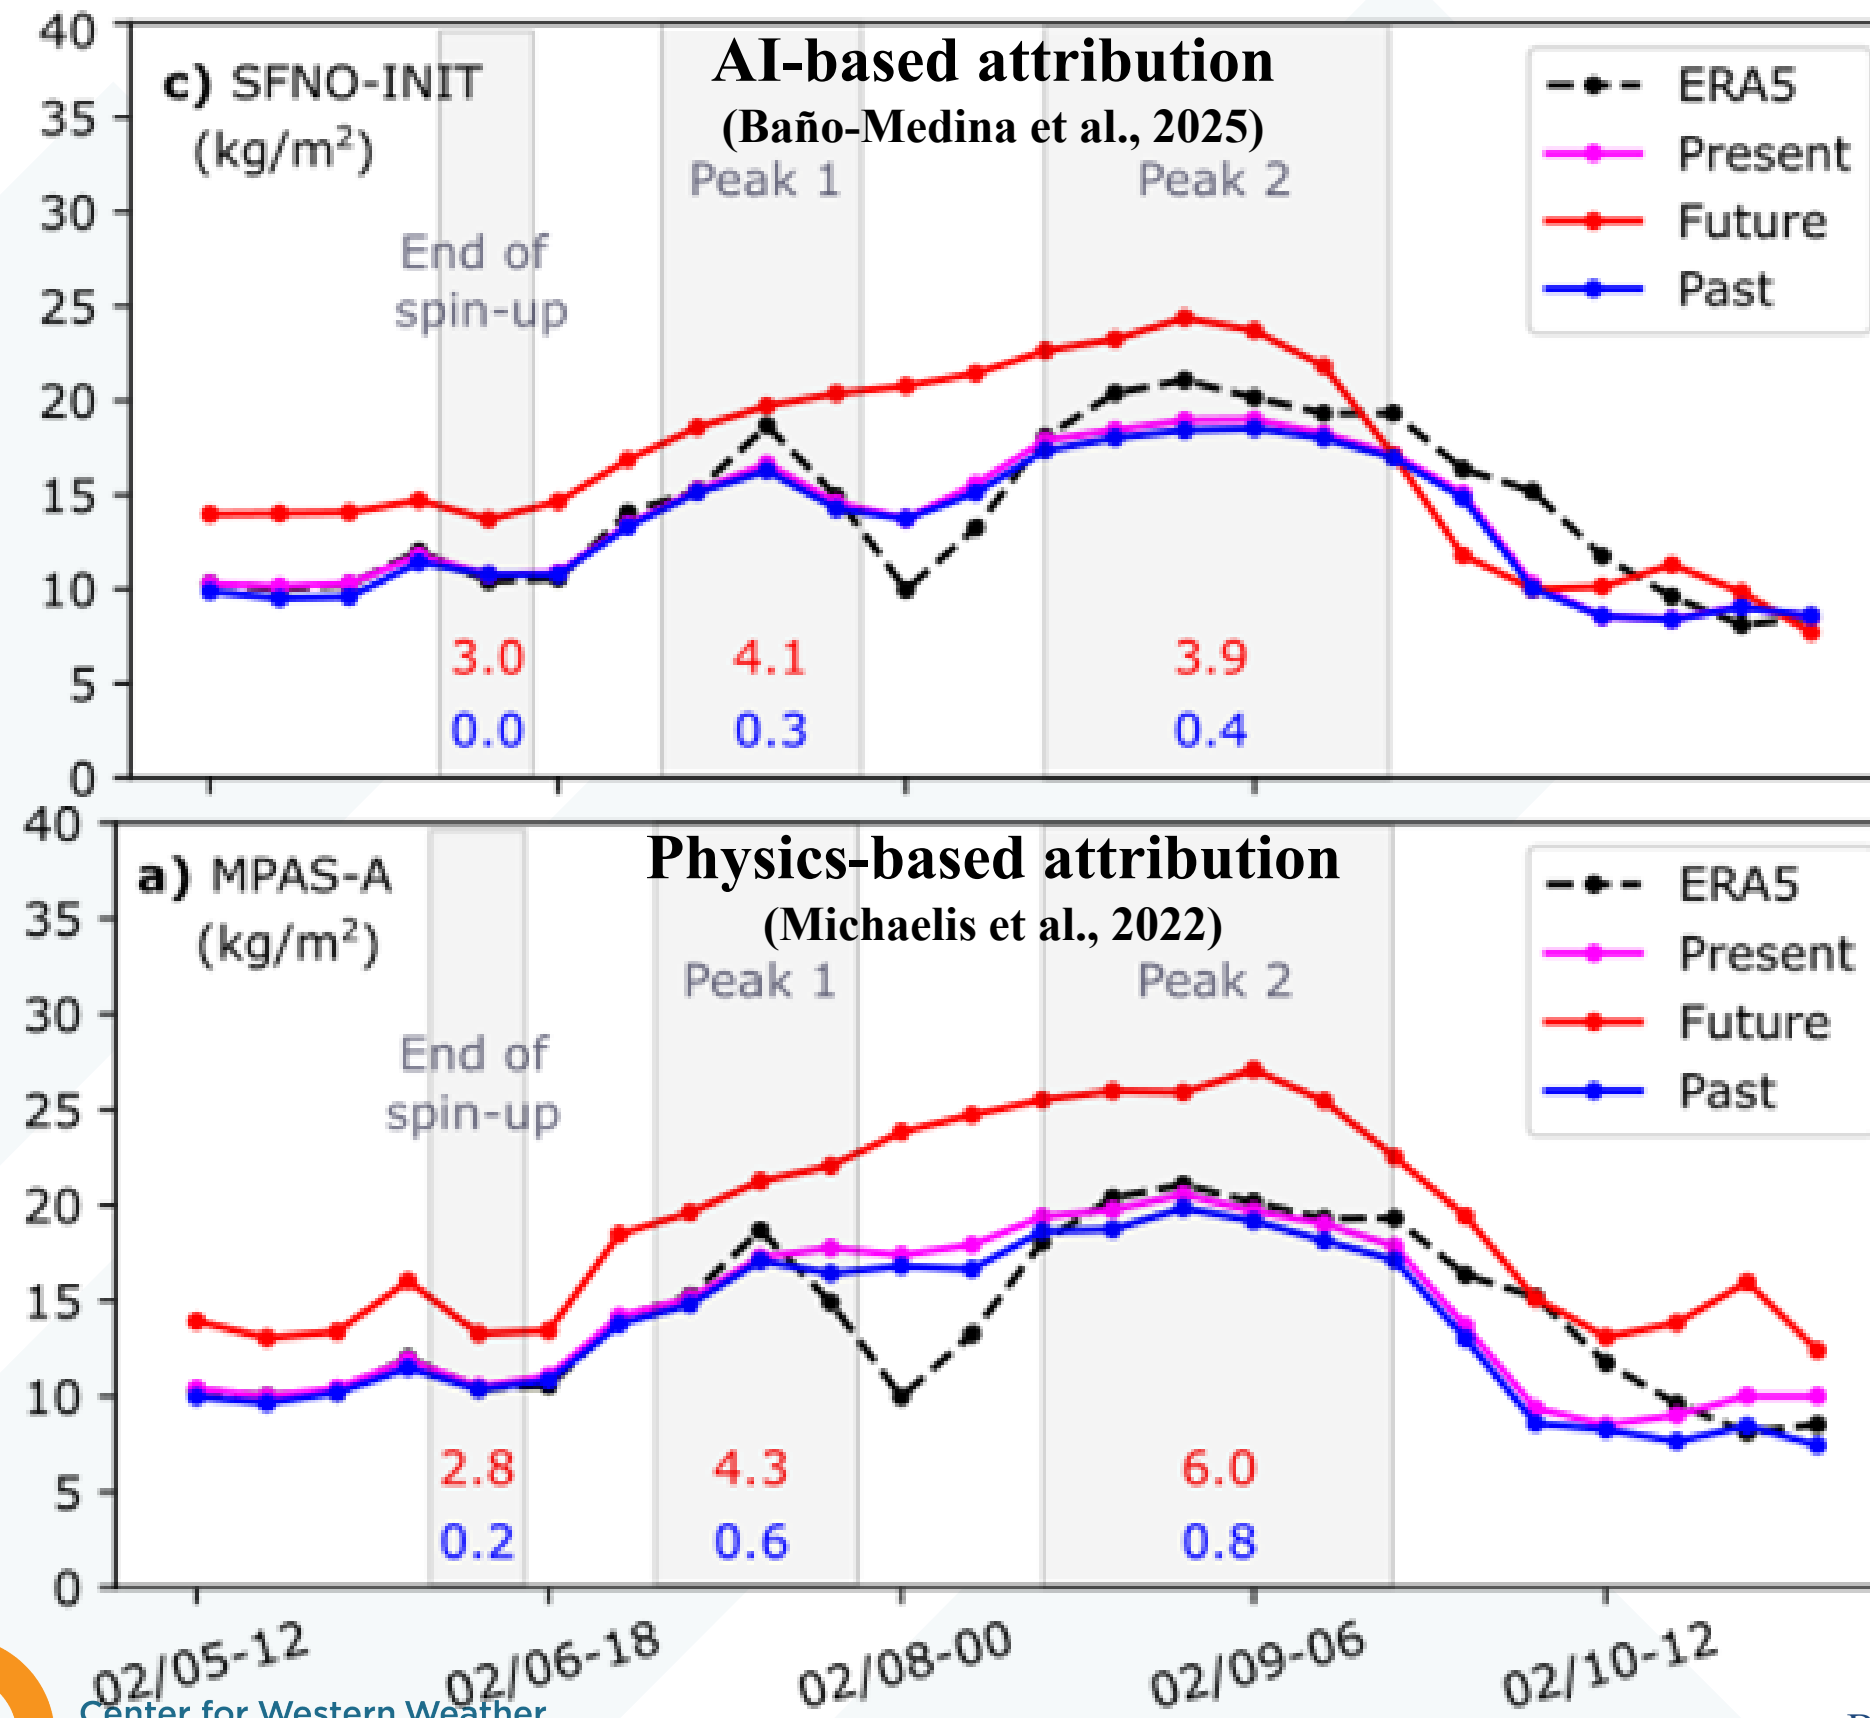 AI-based attribution
(Baño-Medina et al., 2025)
c) SFNO-INIT
(kg/m²)
End of
spin-up
Peak 1
Peak 2
ERA5
Present
Future
Past
40
35
30
25
20
15
10
5
0
3.0
4.1
3.9
0.0
0.3
0.4
Physics-based attribution
(Michaelis et al., 2022)
a) MPAS-A
(kg/m²)
End of
spin-up
Peak 1
Peak 2
ERA5
Present
Future
Past
40
35
30
25
20
15
10
5
0
2.8
4.3
6.0
0.2
0.6
0.8
02/05-12
02/06-18
02/08-00
02/09-06
02/10-12
Center for Western Weather